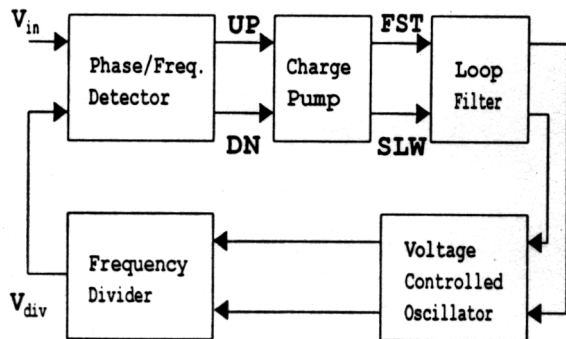 V_in
UP
FST
Phase/Freq.
Detector
Charge
Pump
Loop
Filter
DN
SLW
Frequency
Divider
Voltage
Controlled
Oscillator
V_div